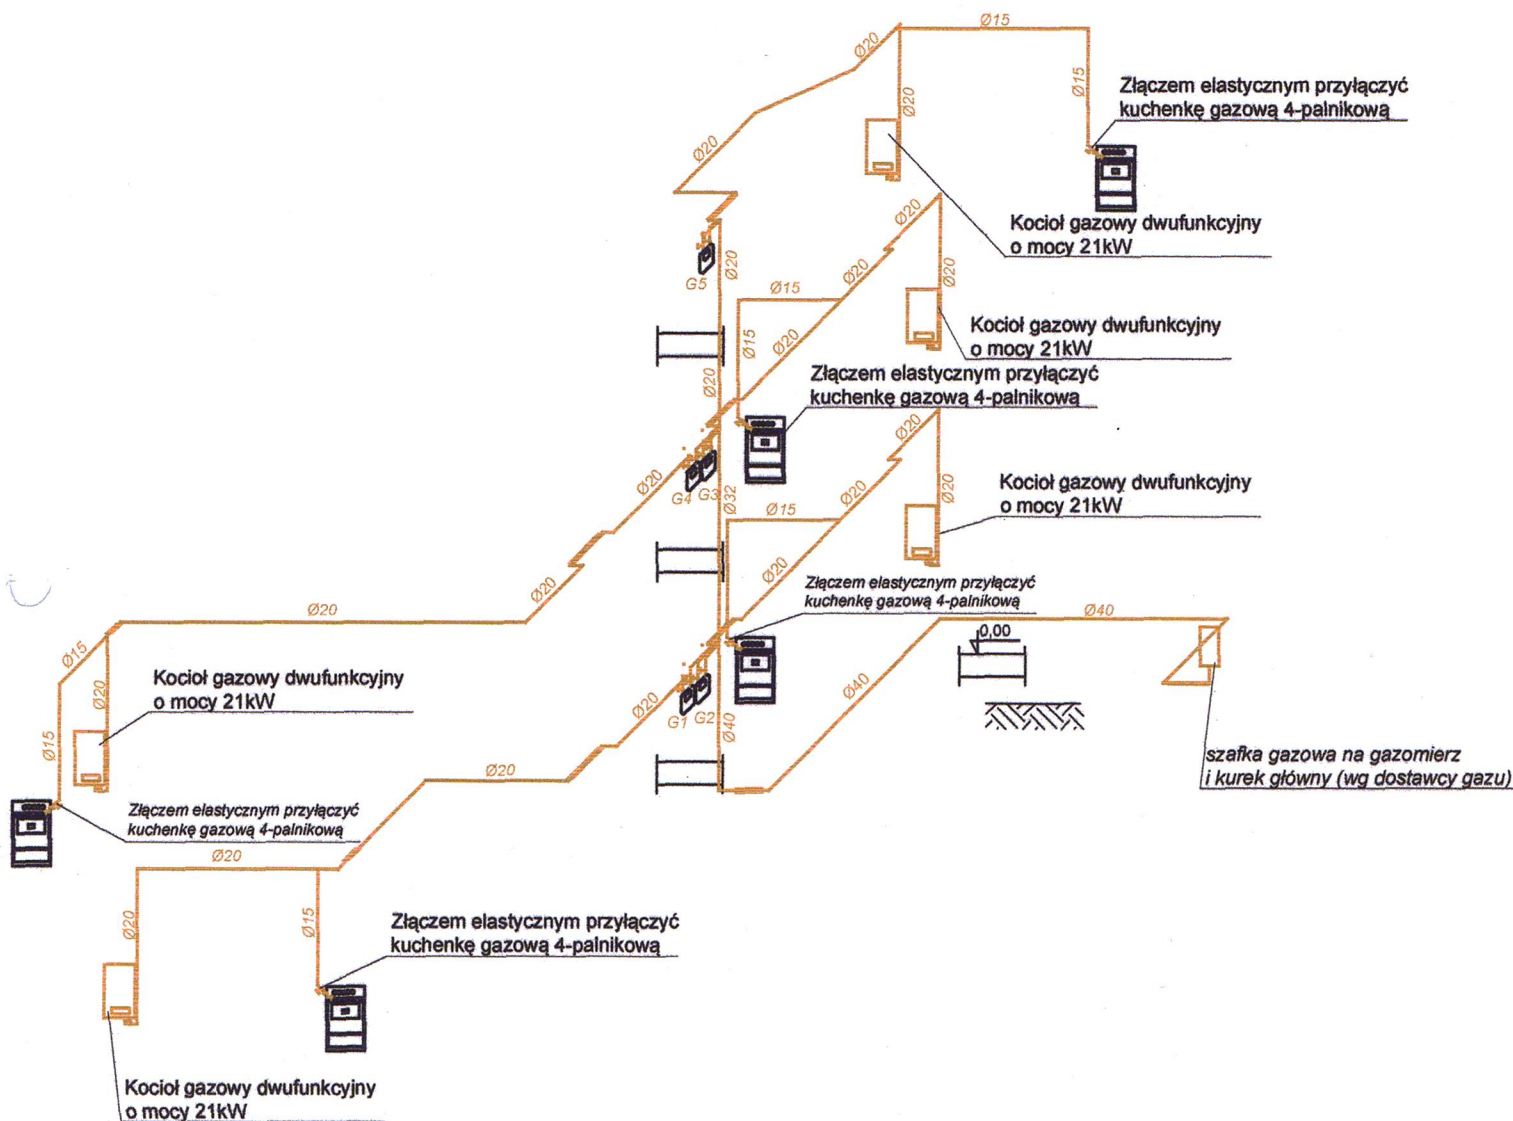 Ø15
Ø20
Ø15
Złączem elastycznym przyłączyć
kuchenkę gazową 4-palnikową
Ø20
Ø20
Kocioł gazowy dwufunkcyjny
o mocy 21kW
Ø20
Ø20
G5
Ø15
Ø20
Ø20
Kocioł gazowy dwufunkcyjny
o mocy 21kW
Ø15
Ø20
Ø20
Złączem elastycznym przyłączyć
kuchenkę gazową 4-palnikową
Ø20
Ø20
G4
G3
Ø32
Ø20
Ø20
Kocioł gazowy dwufunkcyjny
o mocy 21kW
Ø15
Ø20
Złączem elastycznym przyłączyć
kuchenkę gazową 4-palnikową
Ø20
Ø20
Ø40
0,00
Ø15
Ø20
Kocioł gazowy dwufunkcyjny
o mocy 21kW
Ø20
Ø40
G1
G2
Ø40
Ø15
Ø20
szafka gazowa na gazomierz
i kurek główny (wg dostawcy gazu)
Złączem elastycznym przyłączyć
kuchenkę gazową 4-palnikową
Ø20
Ø20
Ø15
Złączem elastycznym przyłączyć
kuchenkę gazową 4-palnikową
Kocioł gazowy dwufunkcyjny
o mocy 21kW